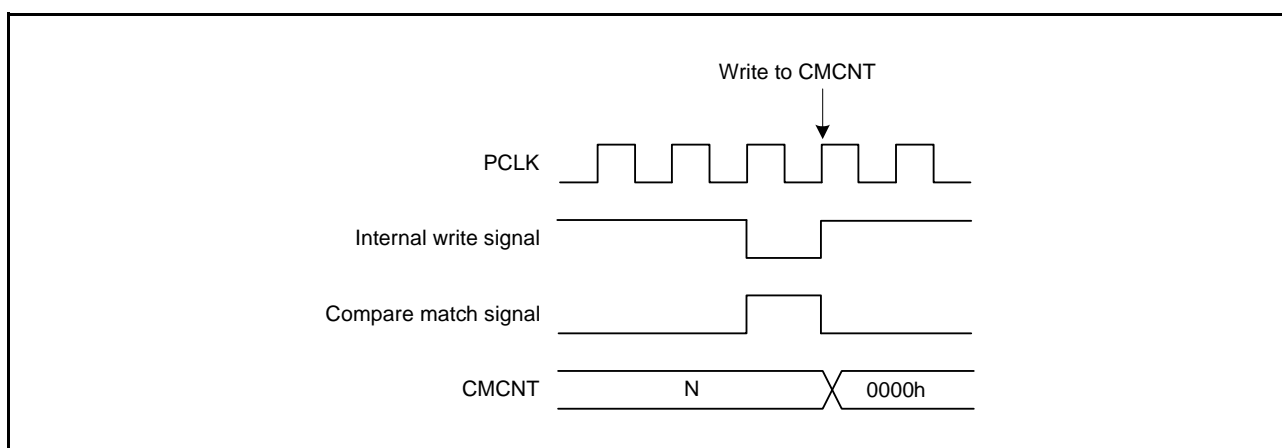 Write to CMCNT
PCLK
Internal write signal
Compare match signal
CMCNT
N
0000h